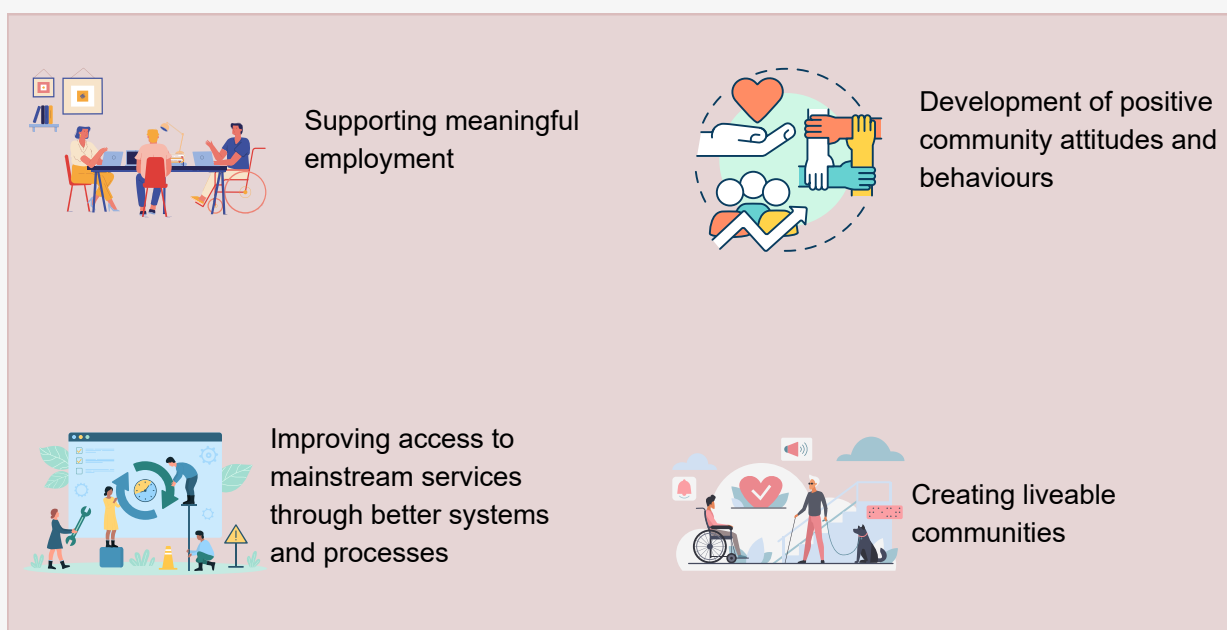 Supporting meaningful
employment
Development of positive
community attitudes and
behaviours
Improving access to
mainstream services
through better systems
and processes
Creating liveable
communities